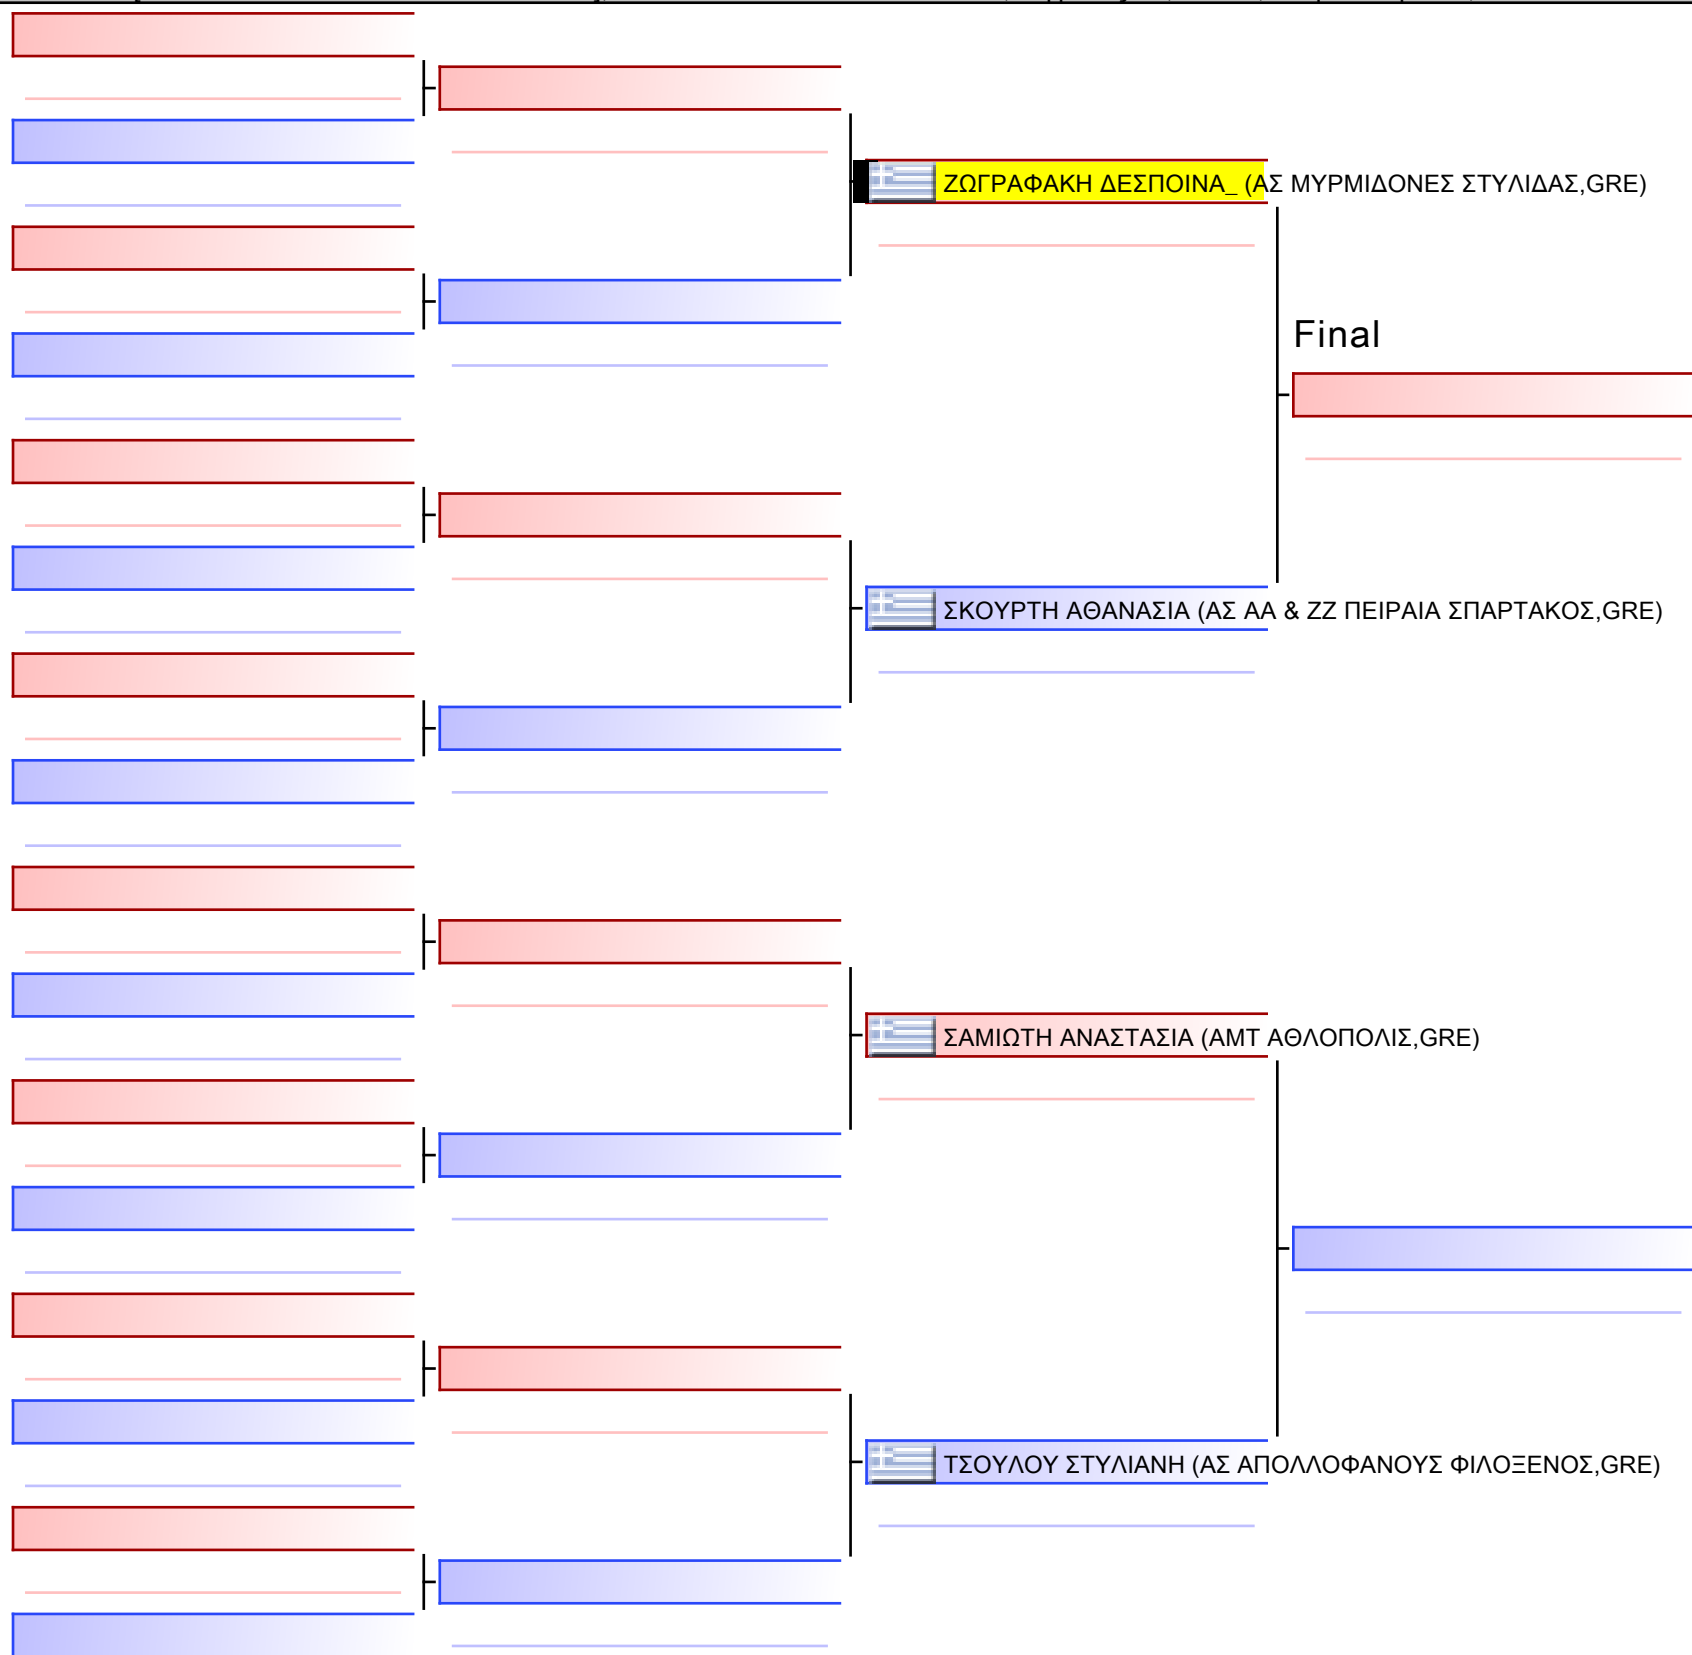 ΖΩΓΡΑΦΑΚΗ ΔΕΣΠΟΙΝΑ_ (ΑΣ ΜΥΡΜΙΔΟΝΕΣ ΣΤΥΛΙΔΑΣ,GRE)
Final
ΣΚΟΥΡΤΗ ΑΘΑΝΑΣΙΑ (ΑΣ ΑΑ & ΖΖ ΠΕΙΡΑΙΑ ΣΠΑΡΤΑΚΟΣ,GRE)
ΣΑΜΙΩΤΗ ΑΝΑΣΤΑΣΙΑ (ΑΜΤ ΑΘΛΟΠΟΛΙΣ,GRE)
ΤΣΟΥΛΟΥ ΣΤΥΛΙΑΝΗ (ΑΣ ΑΠΟΛΛΟΦΑΝΟΥΣ ΦΙΛΟΞΕΝΟΣ,GRE)